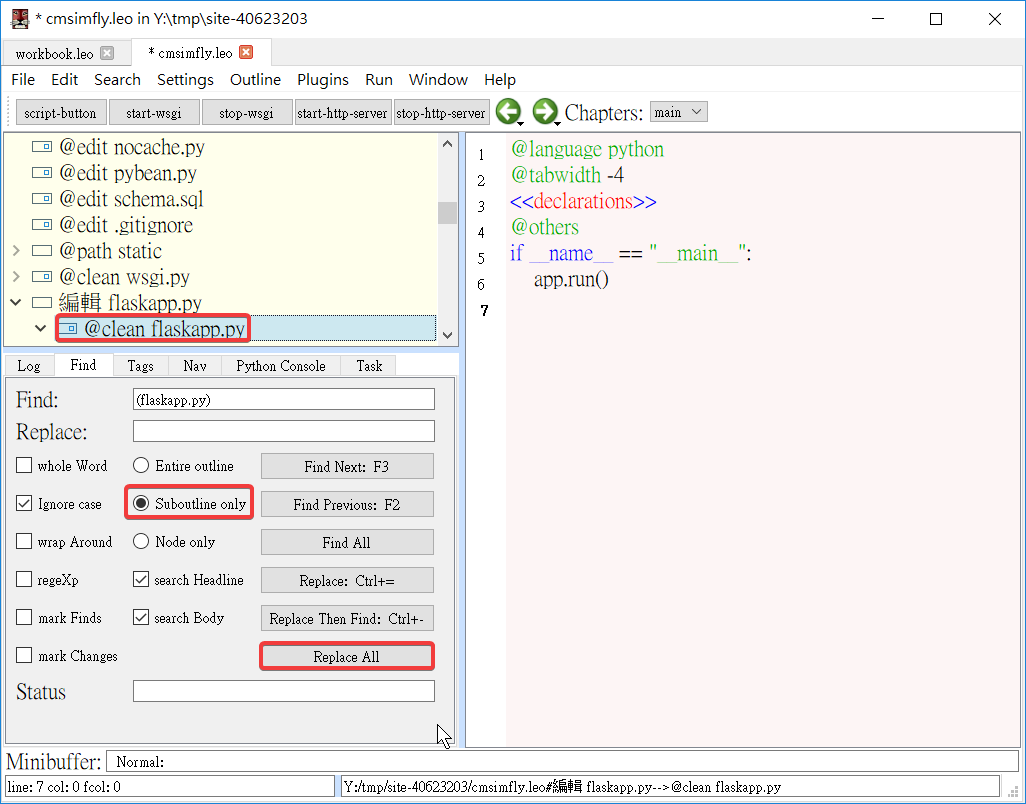 * cmsimfly.leo in Y:\tmp\site-40623203
workbook.leo
* cmsimfly.leo
File Edit Search Settings Outline Plugins Run Window Help
script-button start-wsgi stop-wsgi start-http-server stop-http-server Chapters: main
@edit nocache.py
@edit pybean.py
@edit schema.sql
@edit .gitignore
@path static
@clean wsgi.py
編輯 flaskapp.py
@clean flaskapp.py
1 @language python
2 @tabwidth -4
3 <<declarations>>
4 @others
5 if __name__ == "__main__":
6 app.run()
7
Log Find Tags Nav Python Console Task
Find: (flaskapp.py)
Replace:
whole Word Entire outline Find Next: F3
Ignore case Suboutline only Find Previous: F2
wrap Around Node only Find All
regeXp search Headline Replace: Ctrl+=
mark Finds search Body Replace Then Find: Ctrl+-
mark Changes Replace All
Status
Minibuffer: Normal:
line: 7 col: 0 fcol: 0 Y:/tmp/site-40623203/cmsimfly.leo#編輯 flaskapp.py-->@clean flaskapp.py